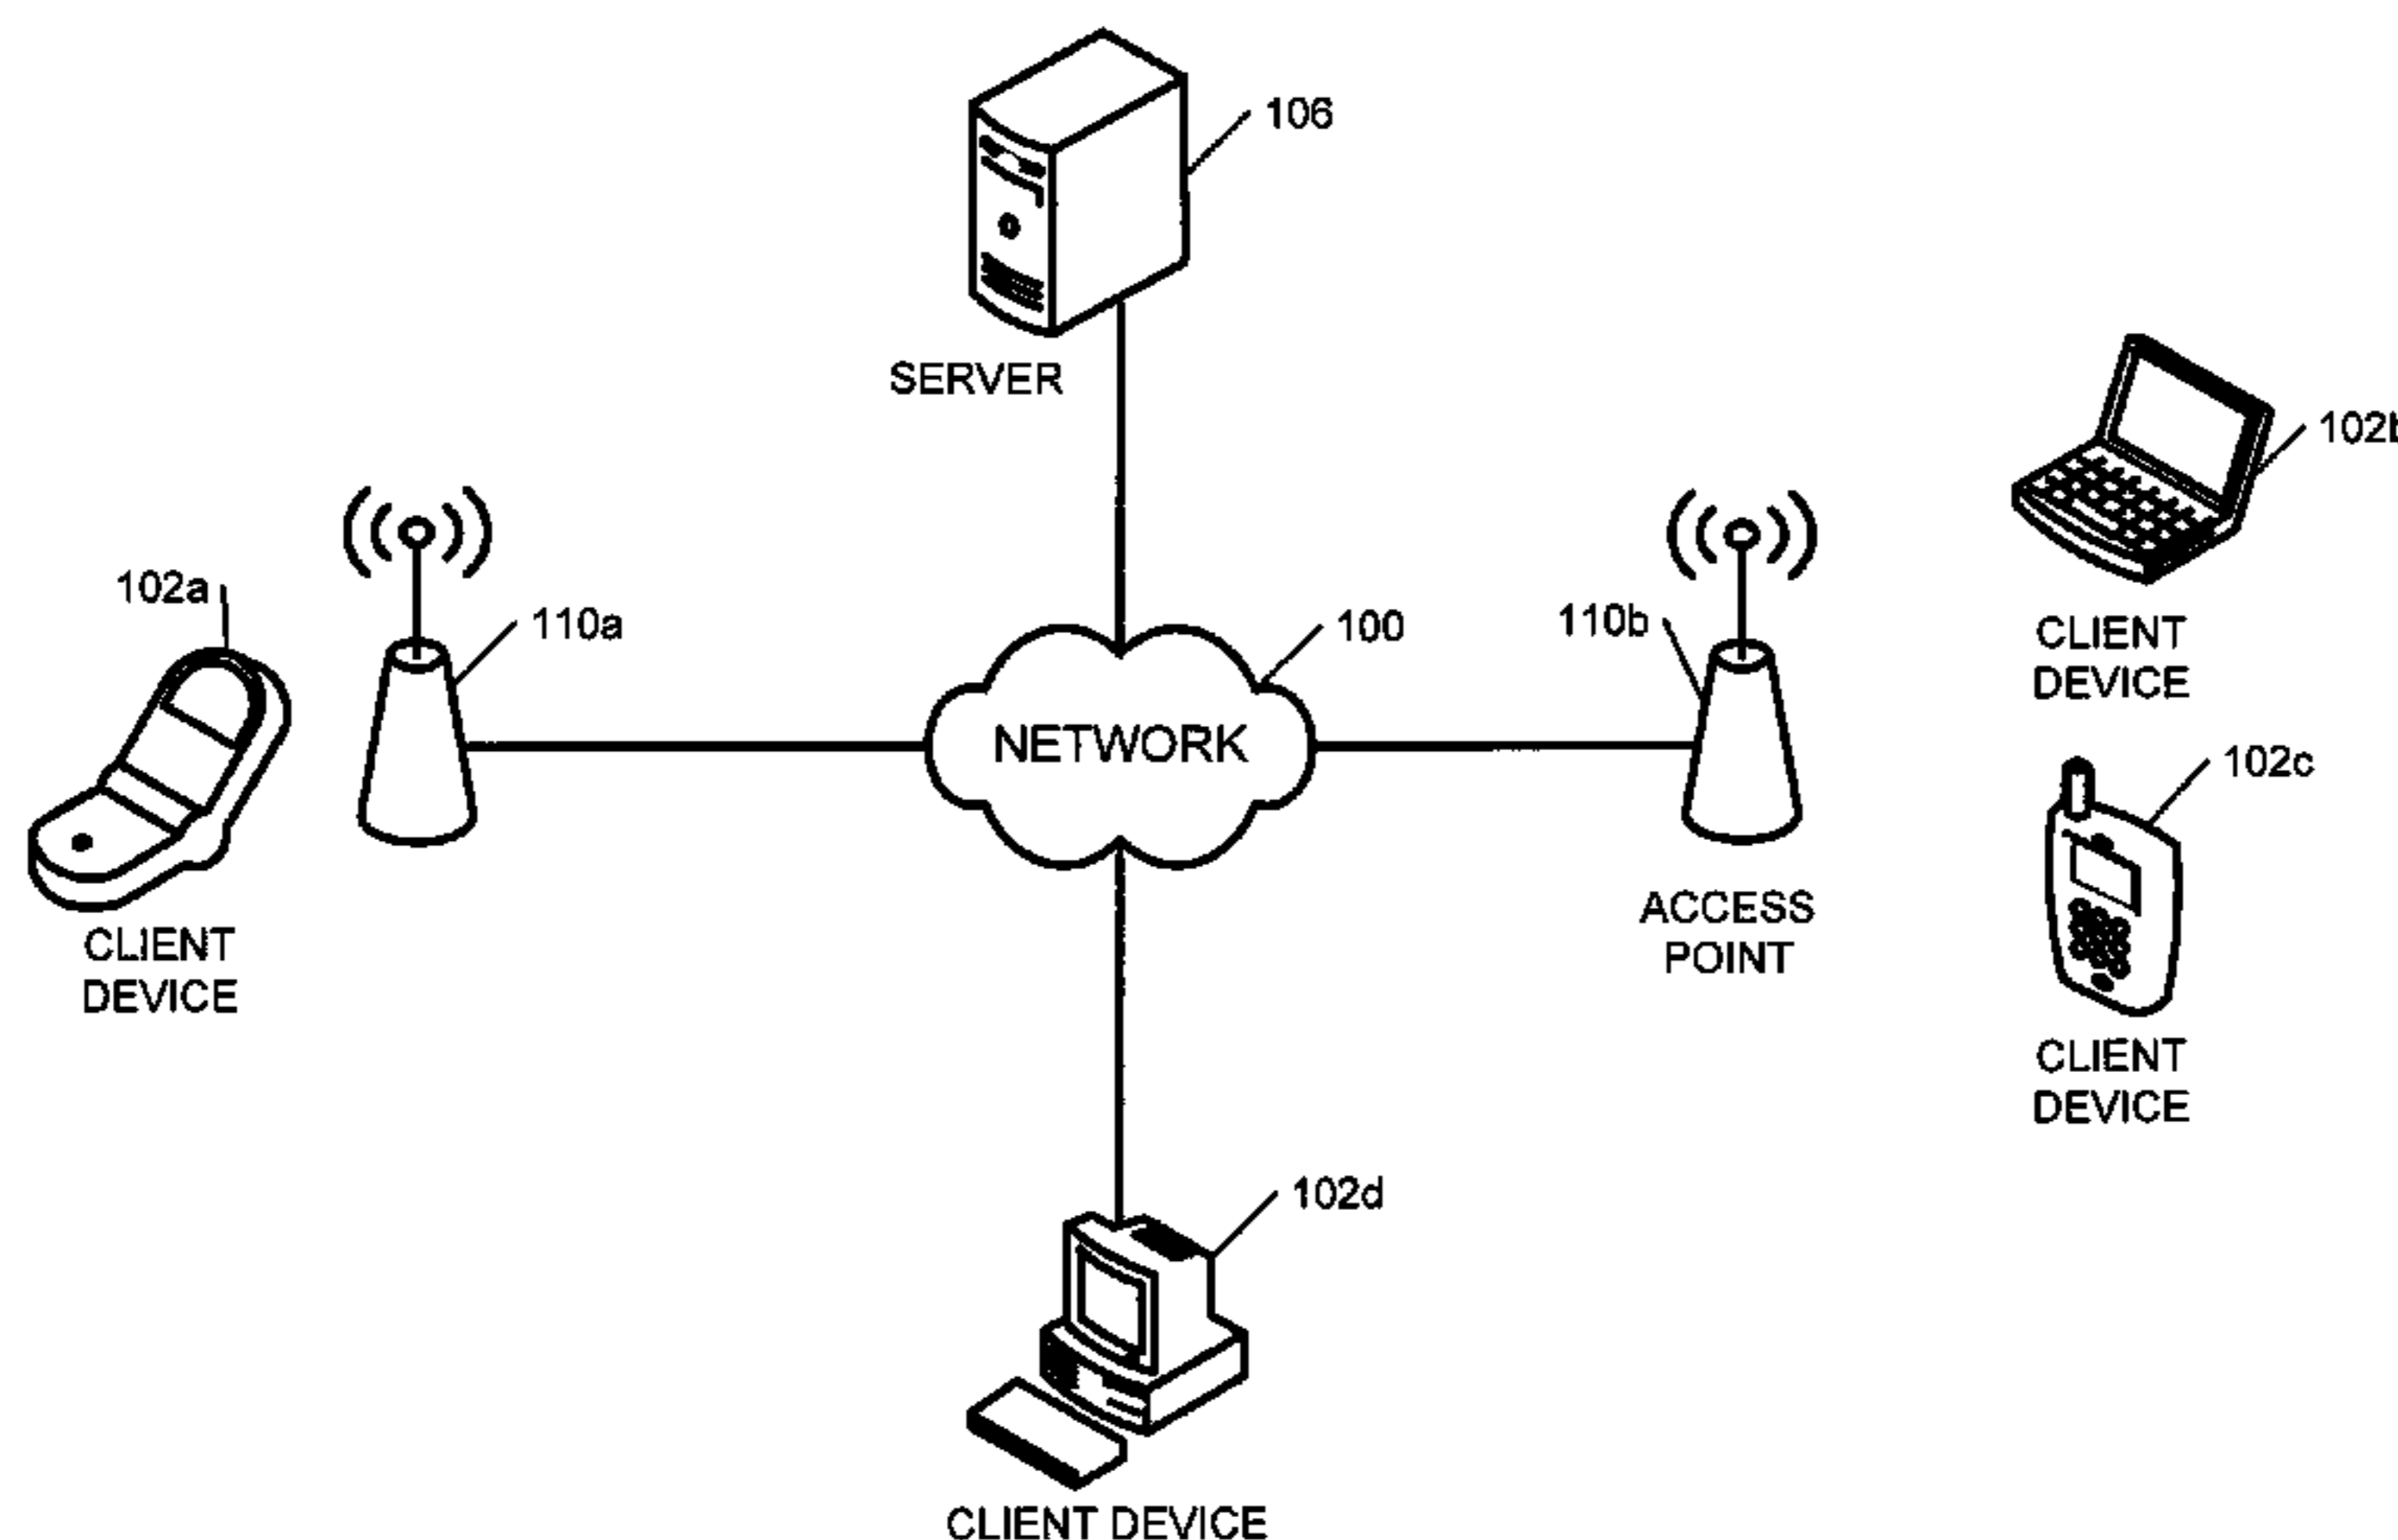 106
SERVER
102b
102a
110a
100
110b
CLIENT
DEVICE
NETWORK
102c
ACCESS
POINT
CLIENT
DEVICE
CLIENT
DEVICE
102d
CLIENT DEVICE